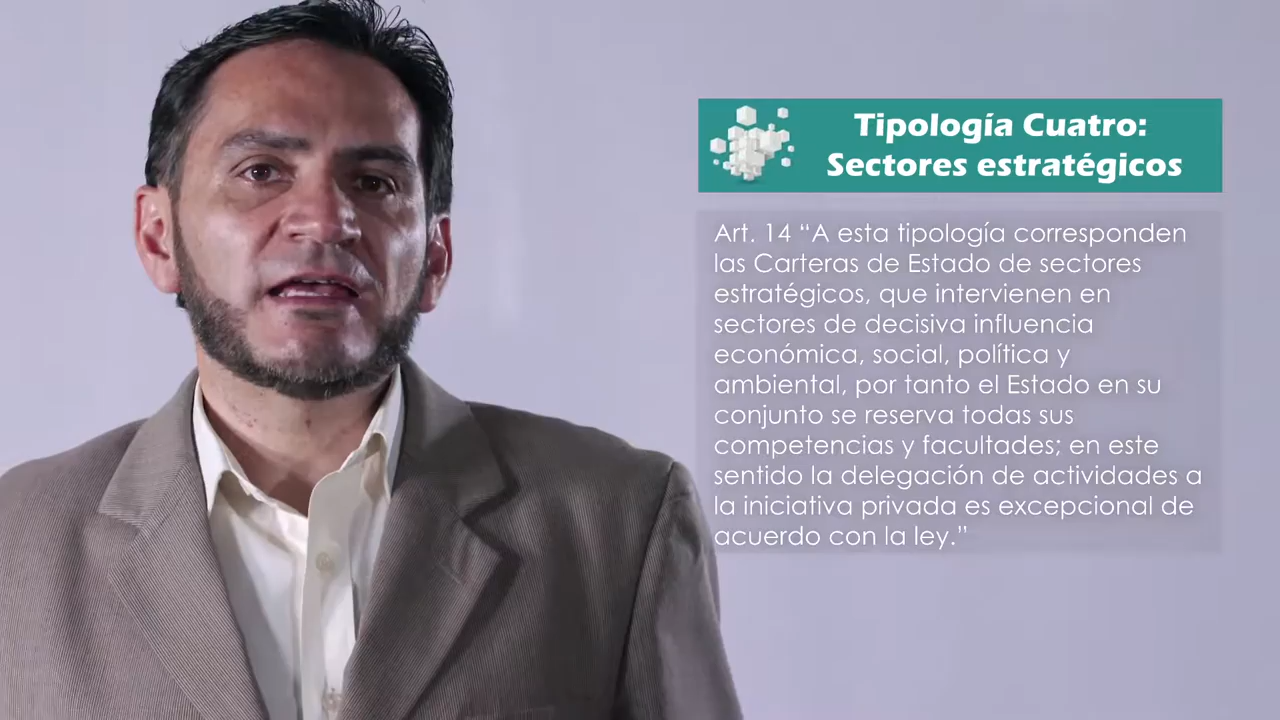 Tipología Cuatro:
Sectores estratégicos
Art. 14 “A esta tipología corresponden
las Carteras de Estado de sectores
estratégicos, que intervienen en
sectores de decisiva influencia
económica, social, política y
ambiental, por tanto el Estado en su
conjunto se reserva todas sus
competencias y facultades; en este
sentido la delegación de actividades a
la iniciativa privada es excepcional de
acuerdo con la ley.”